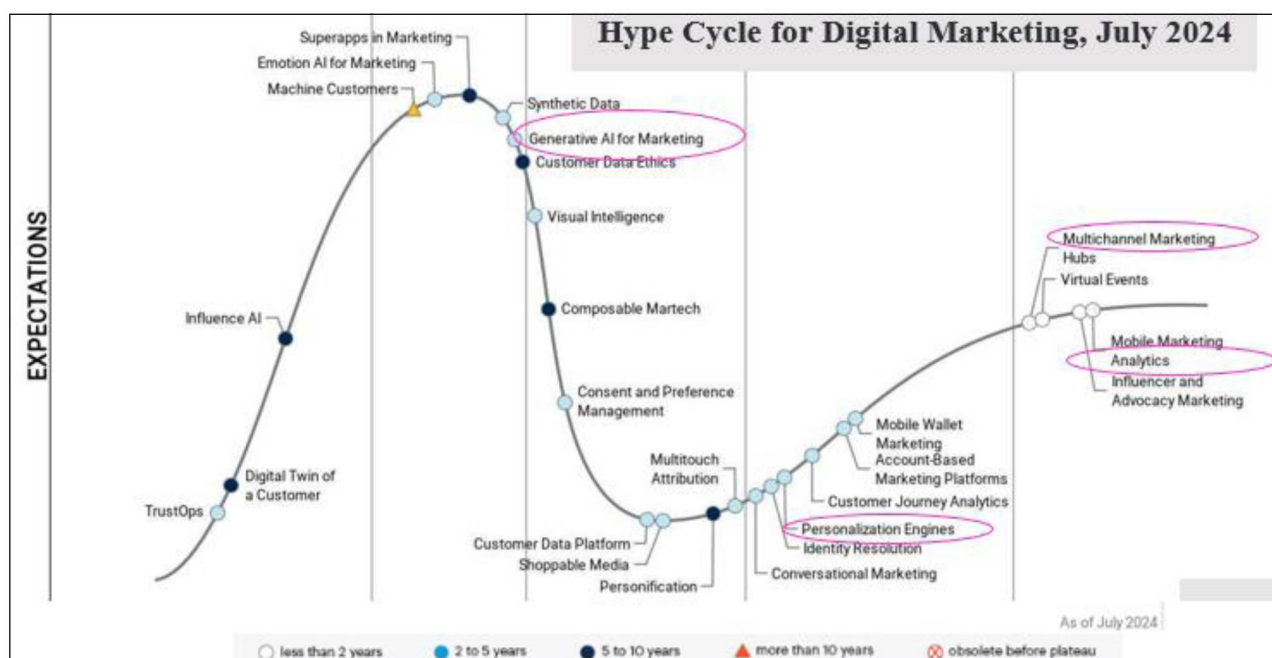 Hype Cycle for Digital Marketing, July 2024
Superapps in Marketing
Emotion AI for Marketing
Machine Customers
Synthetic Data
Generative AI for Marketing
Customer Data Ethics
Visual Intelligence
Composable Martech
Consent and Preference
Management
Influence AI
Digital Twin of
a Customer
TrustOps
EXPECTATIONS
Multitouch
Attribution
Customer Data Platform
Shoppable Media
Personification
Mobile Wallet
Marketing
Account-Based
Marketing Platforms
Customer Journey Analytics
Personalization Engines
Identity Resolution
Conversational Marketing
Multichannel Marketing
Hubs
Virtual Events
Mobile Marketing
Analytics
Influencer and
Advocacy Marketing
As of July 2024
less than 2 years
2 to 5 years
5 to 10 years
more than 10 years
obsolete before plateau